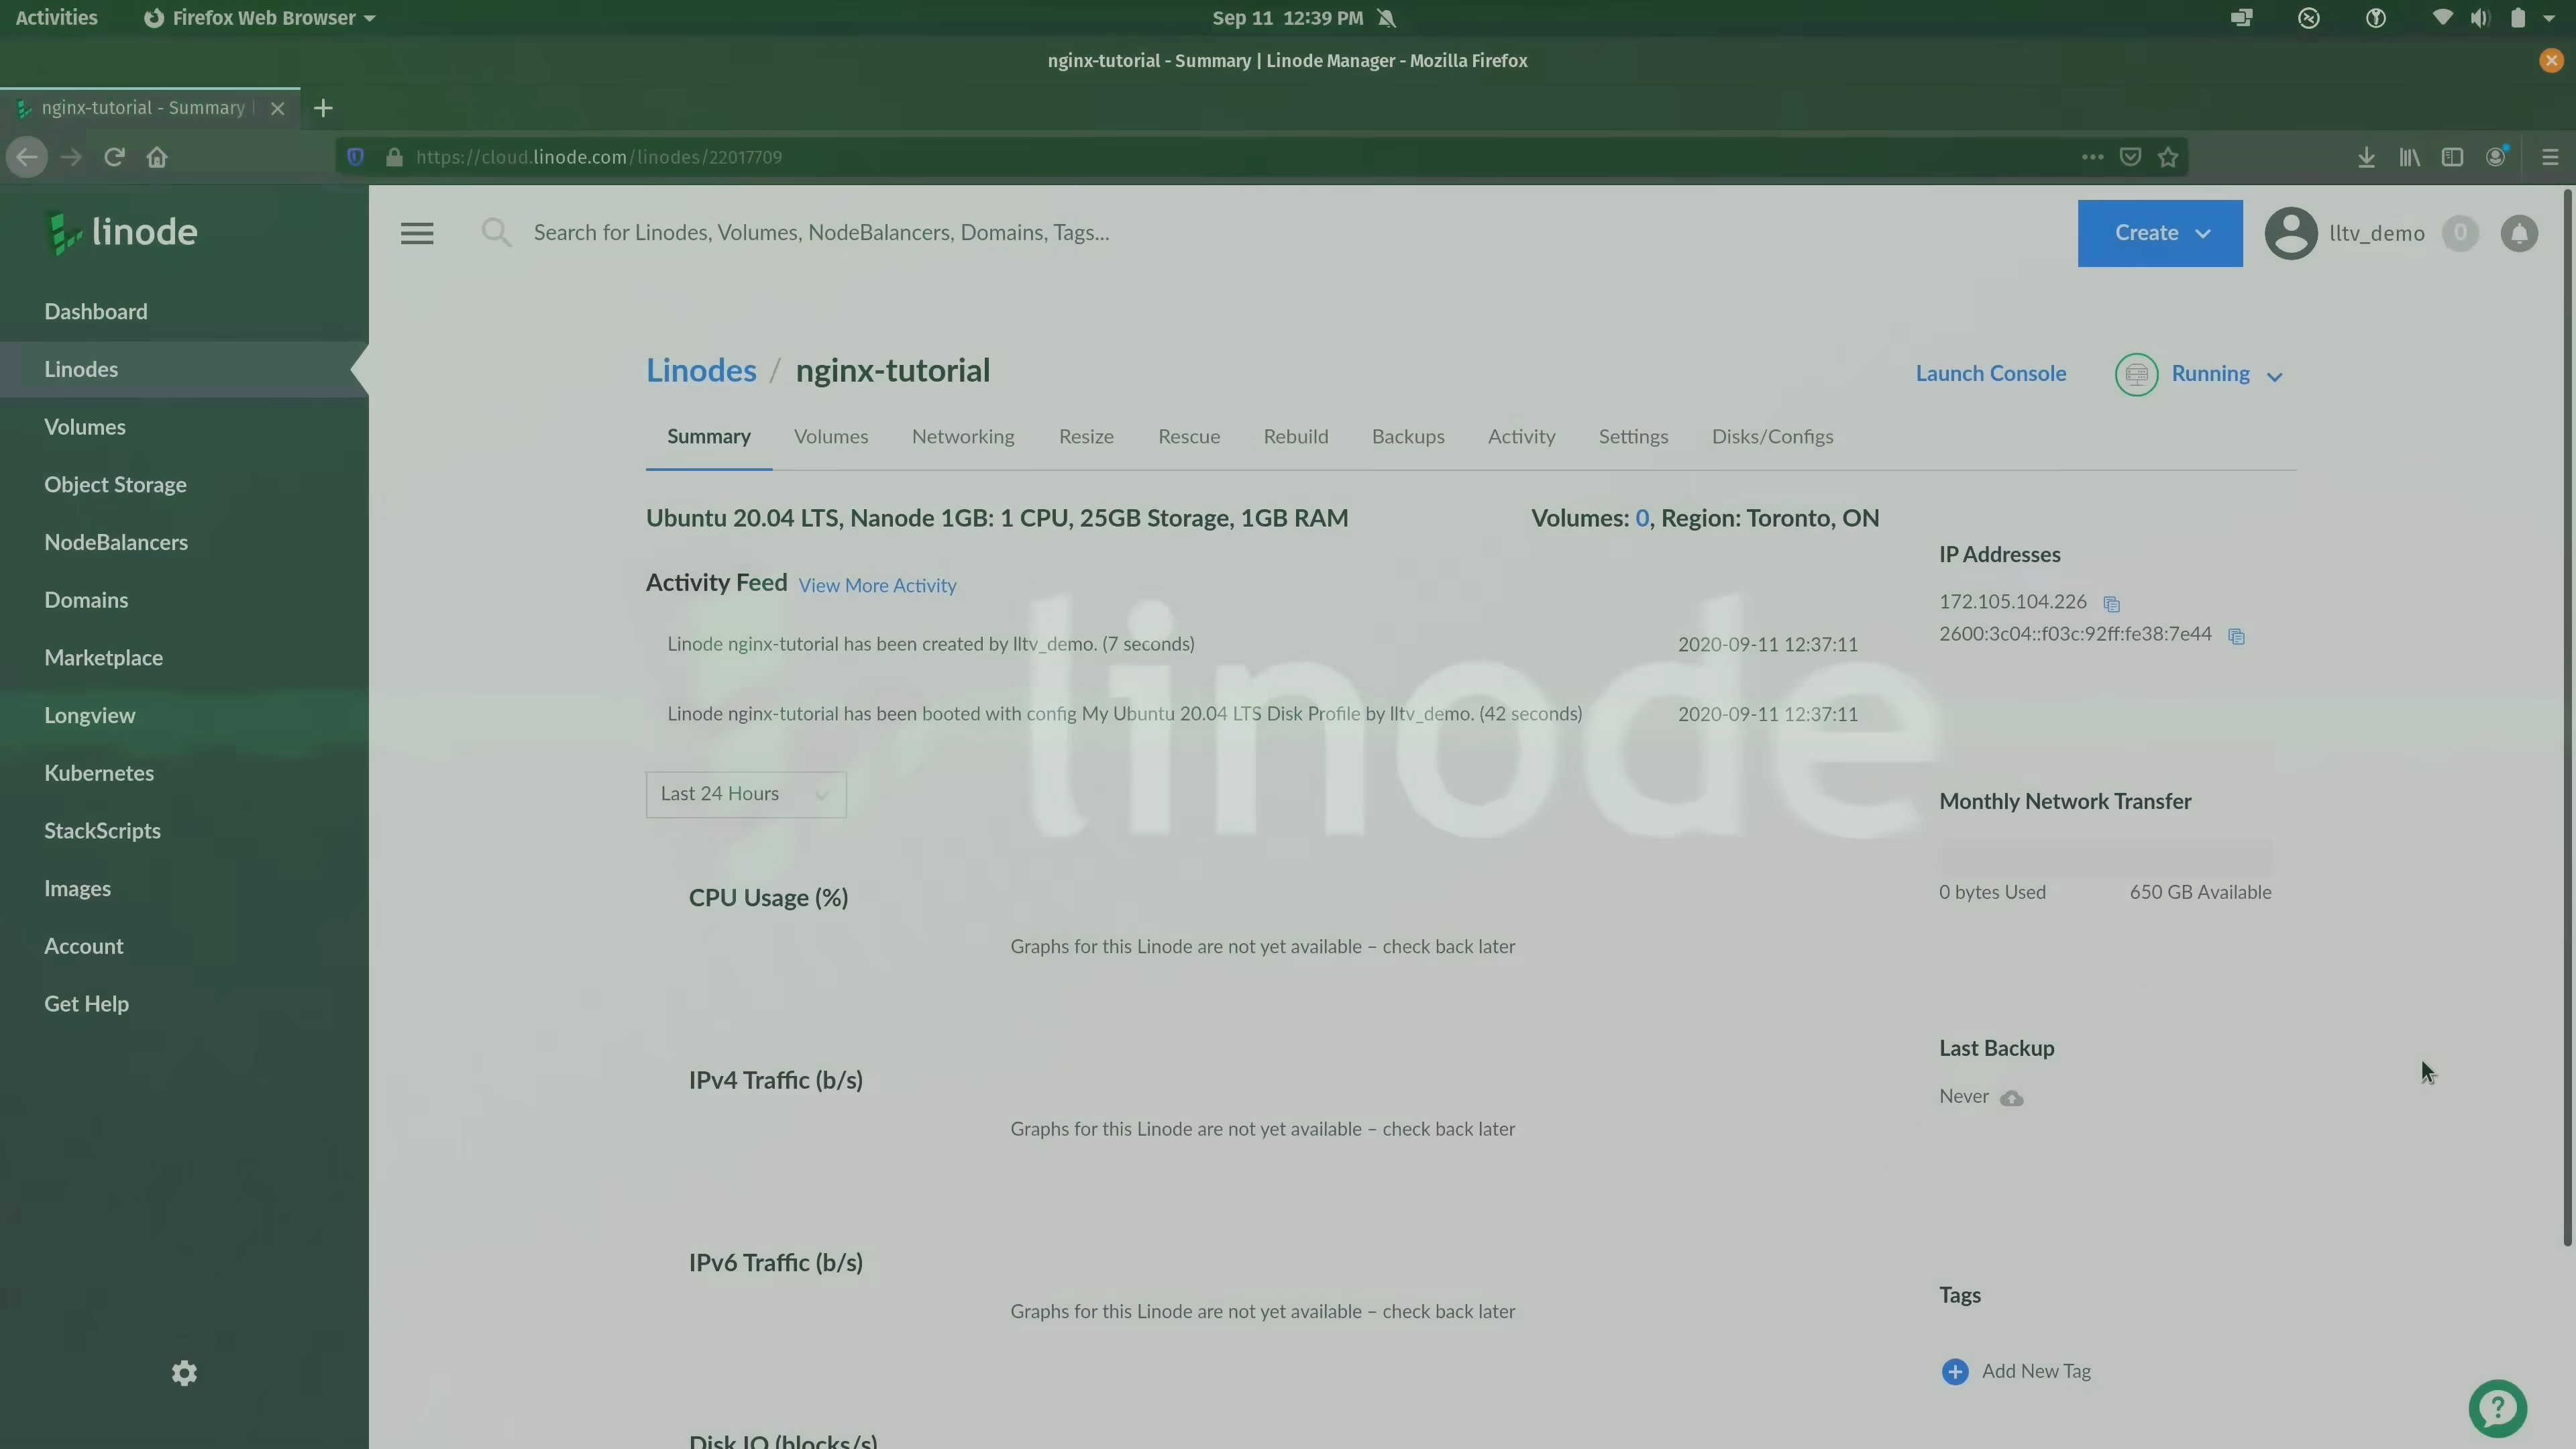 Activities Firefox Web Browser Sep 11 12:39 PM
nginx-tutorial - Summary | Linode Manager - Mozilla Firefox
nginx-tutorial - Summary |
https://cloud.linode.com/linodes/22017709
linode
Search for Linodes, Volumes, NodeBalancers, Domains, Tags...
Create
lltv_demo
0
Dashboard
Linodes
Volumes
Object Storage
NodeBalancers
Domains
Marketplace
Longview
Kubernetes
StackScripts
Images
Account
Get Help
Linodes / nginx-tutorial
Launch Console
Running
Summary Volumes Networking Resize Rescue Rebuild Backups Activity Settings Disks/Configs
Ubuntu 20.04 LTS, Nanode 1GB: 1 CPU, 25GB Storage, 1GB RAM
Volumes: 0, Region: Toronto, ON
Activity Feed View More Activity
Linode nginx-tutorial has been created by lltv_demo. (7 seconds) 2020-09-11 12:37:11
Linode nginx-tutorial has been booted with config My Ubuntu 20.04 LTS Disk Profile by lltv_demo. (42 seconds) 2020-09-11 12:37:11
linode
Last 24 Hours
CPU Usage (%)
Graphs for this Linode are not yet available – check back later
IPv4 Traffic (b/s)
Graphs for this Linode are not yet available – check back later
IPv6 Traffic (b/s)
Graphs for this Linode are not yet available – check back later
Disk IO (blocks/s)
IP Addresses
172.105.104.226
2600:3c04::f03c:92ff:fe38:7e44
Monthly Network Transfer
0 bytes Used 650 GB Available
Last Backup
Never
Tags
Add New Tag